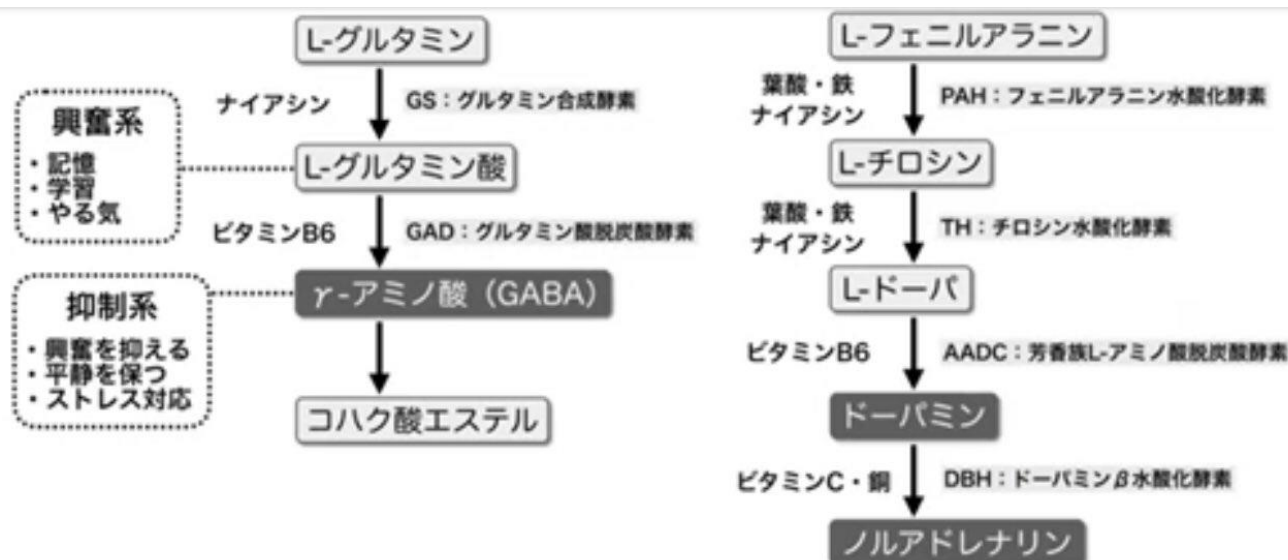 L-グルタミン
ナイアシン
GS：グルタミン合成酵素
興奮系
・記憶
・学習
・やる気
L-グルタミン酸
ビタミンB6
GAD：グルタミン酸脱炭酸酵素
抑制系
・興奮を抑える
・平静を保つ
・ストレス対応
γ-アミノ酸（GABA）
コハク酸エステル
L-フェニルアラニン
葉酸・鉄
ナイアシン
PAH：フェニルアラニン水酸化酵素
L-チロシン
葉酸・鉄
ナイアシン
TH：チロシン水酸化酵素
L-ドーパ
ビタミンB6
AADC：芳香族L-アミノ酸脱炭酸酵素
ドーパミン
ビタミンC・銅
DBH：ドーパミンβ水酸化酵素
ノルアドレナリン